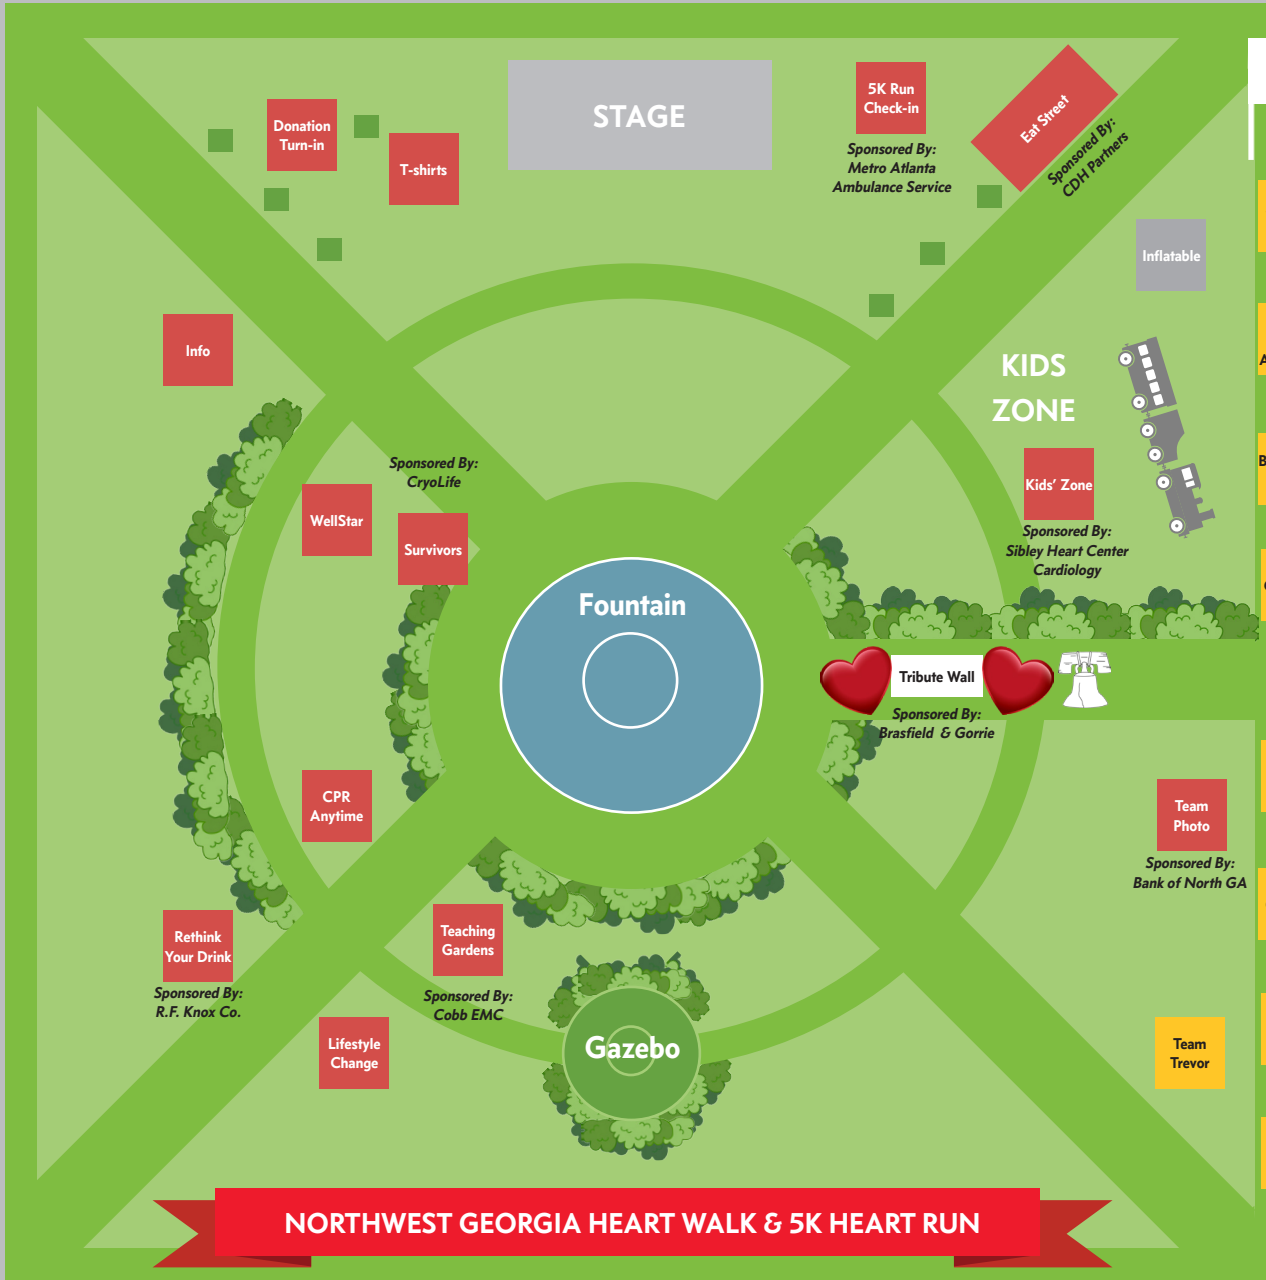 STAGE
5K Run
Check-in
Sponsored By:
Metro Atlanta
Ambulance Service
Eat Street
Sponsored By:
CDH Partners
Donation
Turn-in
T-shirts
Inflatable
Info
KIDS
ZONE
Kids' Zone
Sponsored By:
Sibley Heart Center
Cardiology
Sponsored By:
CryoLife
WellStar
Survivors
Fountain
Tribute Wall
Sponsored By:
Brasfield & Gorrie
CPR
Anytime
Team
Photo
Sponsored By:
Bank of North GA
Rethink
Your Drink
Sponsored By:
R.F. Knox Co.
Teaching
Gardens
Sponsored By:
Cobb EMC
Lifestyle
Change
Gazebo
Team
Trevor
NORTHWEST GEORGIA HEART WALK & 5K HEART RUN